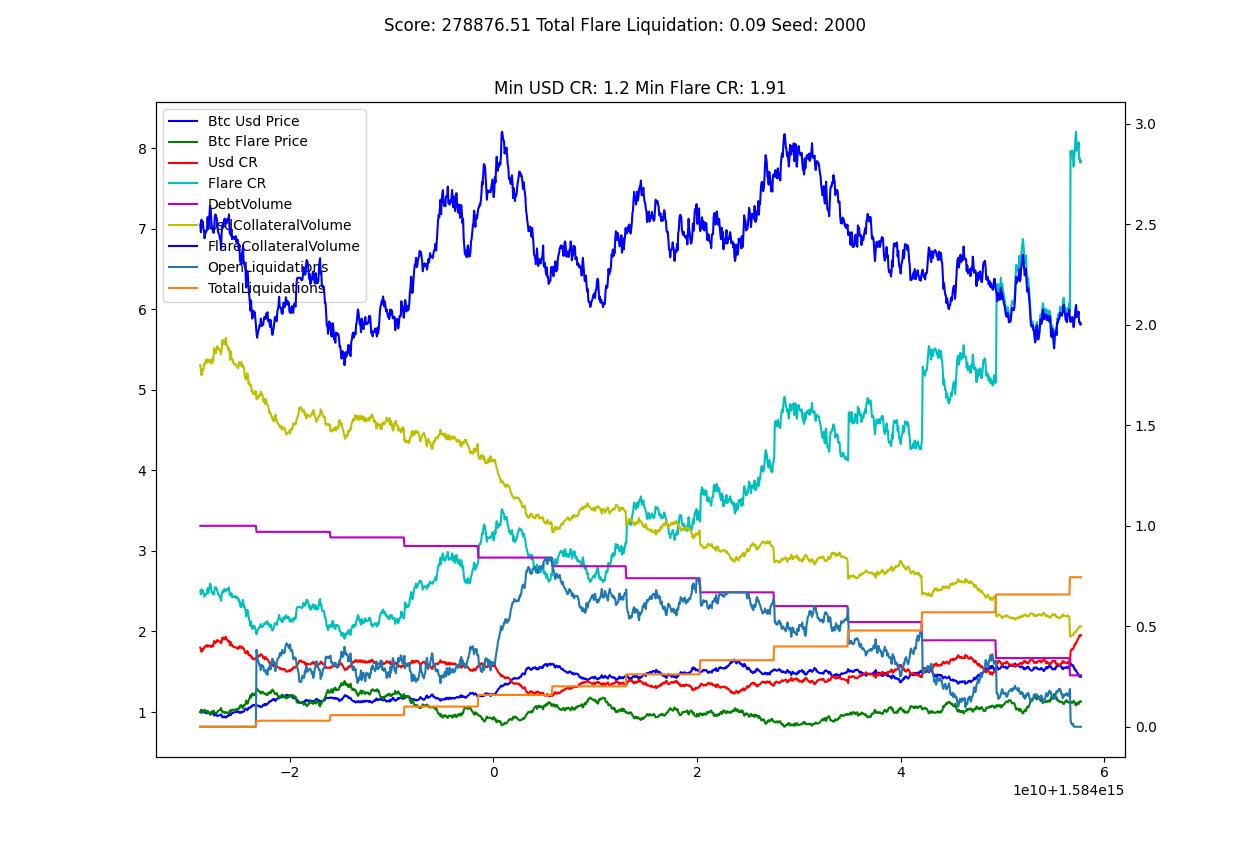 Score: 278876.51 Total Flare Liquidation: 0.09 Seed: 2000
Min USD CR: 1.2 Min Flare CR: 1.91
Btc Usd Price
Btc Flare Price
Usd CR
Flare CR
DebtVolume
UsdCollateralVolume
FlareCollateralVolume
OpenLiquidations
TotalLiquidations
8
7
6
5
4
3
2
1
3.0
2.5
2.0
1.5
1.0
0.5
0.0
−2
0
2
4
6
1e10+1.584e15